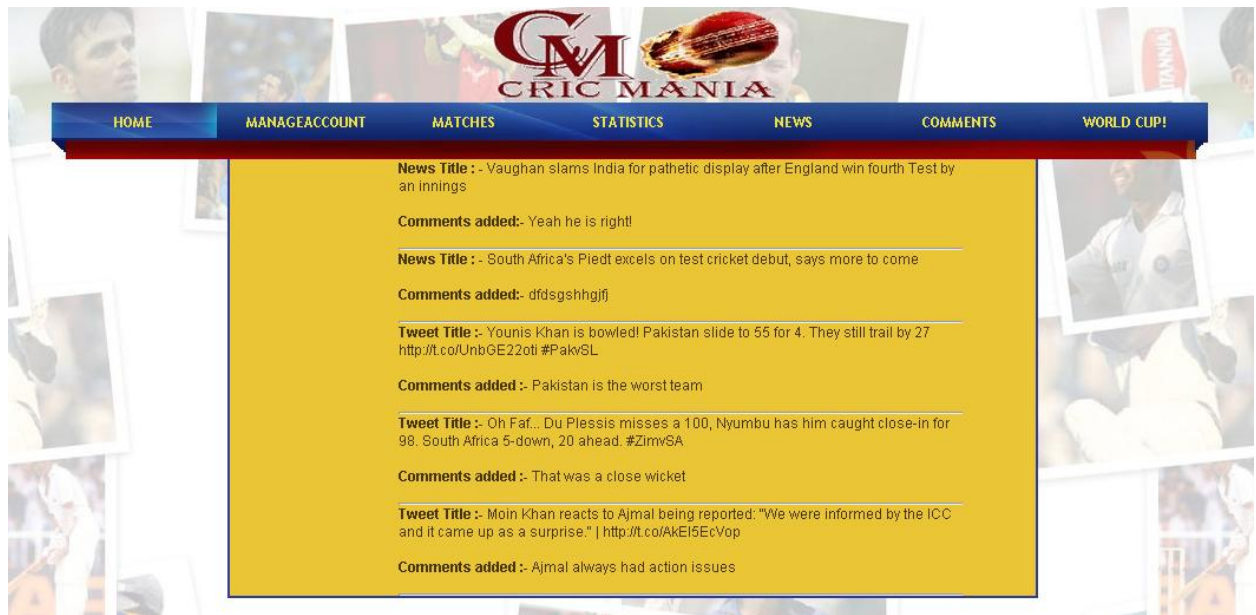 CM
CRIC MANIA
HOME MANAGEACCOUNT MATCHES STATISTICS NEWS COMMENTS WORLD CUP!
News Title : - Vaughan slams India for pathetic display after England win fourth Test by
an innings
Comments added:- Yeah he is right!
News Title : - South Africa's Piedt excels on test cricket debut, says more to come
Comments added:- dfdsgshhgjfj
Tweet Title :- Younis Khan is bowled! Pakistan slide to 55 for 4. They still trail by 27
http://t.co/UnbGE22oti #PakvSL
Comments added :- Pakistan is the worst team
Tweet Title :- Oh Faf... Du Plessis misses a 100, Nyumbu has him caught close-in for
98. South Africa 5-down, 20 ahead. #ZimvSA
Comments added :- That was a close wicket
Tweet Title :- Moin Khan reacts to Ajmal being reported: "We were informed by the ICC
and it came up as a surprise." | http://t.co/AkEI5EcVop
Comments added :- Ajmal always had action issues